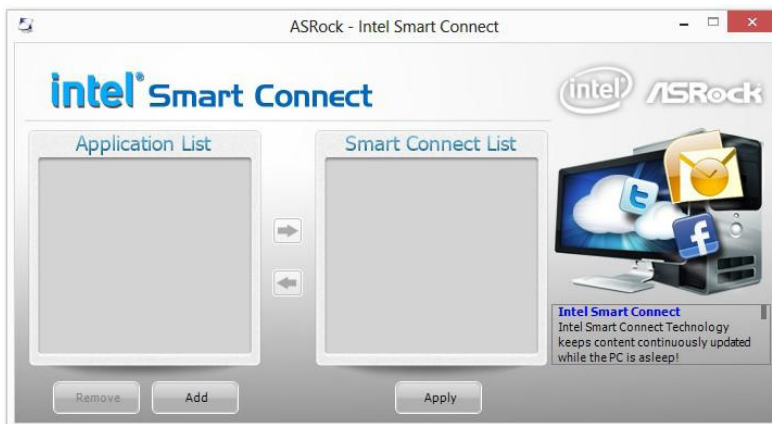 ASRock - Intel Smart Connect
intel® Smart Connect
intel ASRock
Application List
Smart Connect List
Intel Smart Connect
Intel Smart Connect Technology
keeps content continuously updated
while the PC is asleep!
Remove
Add
Apply